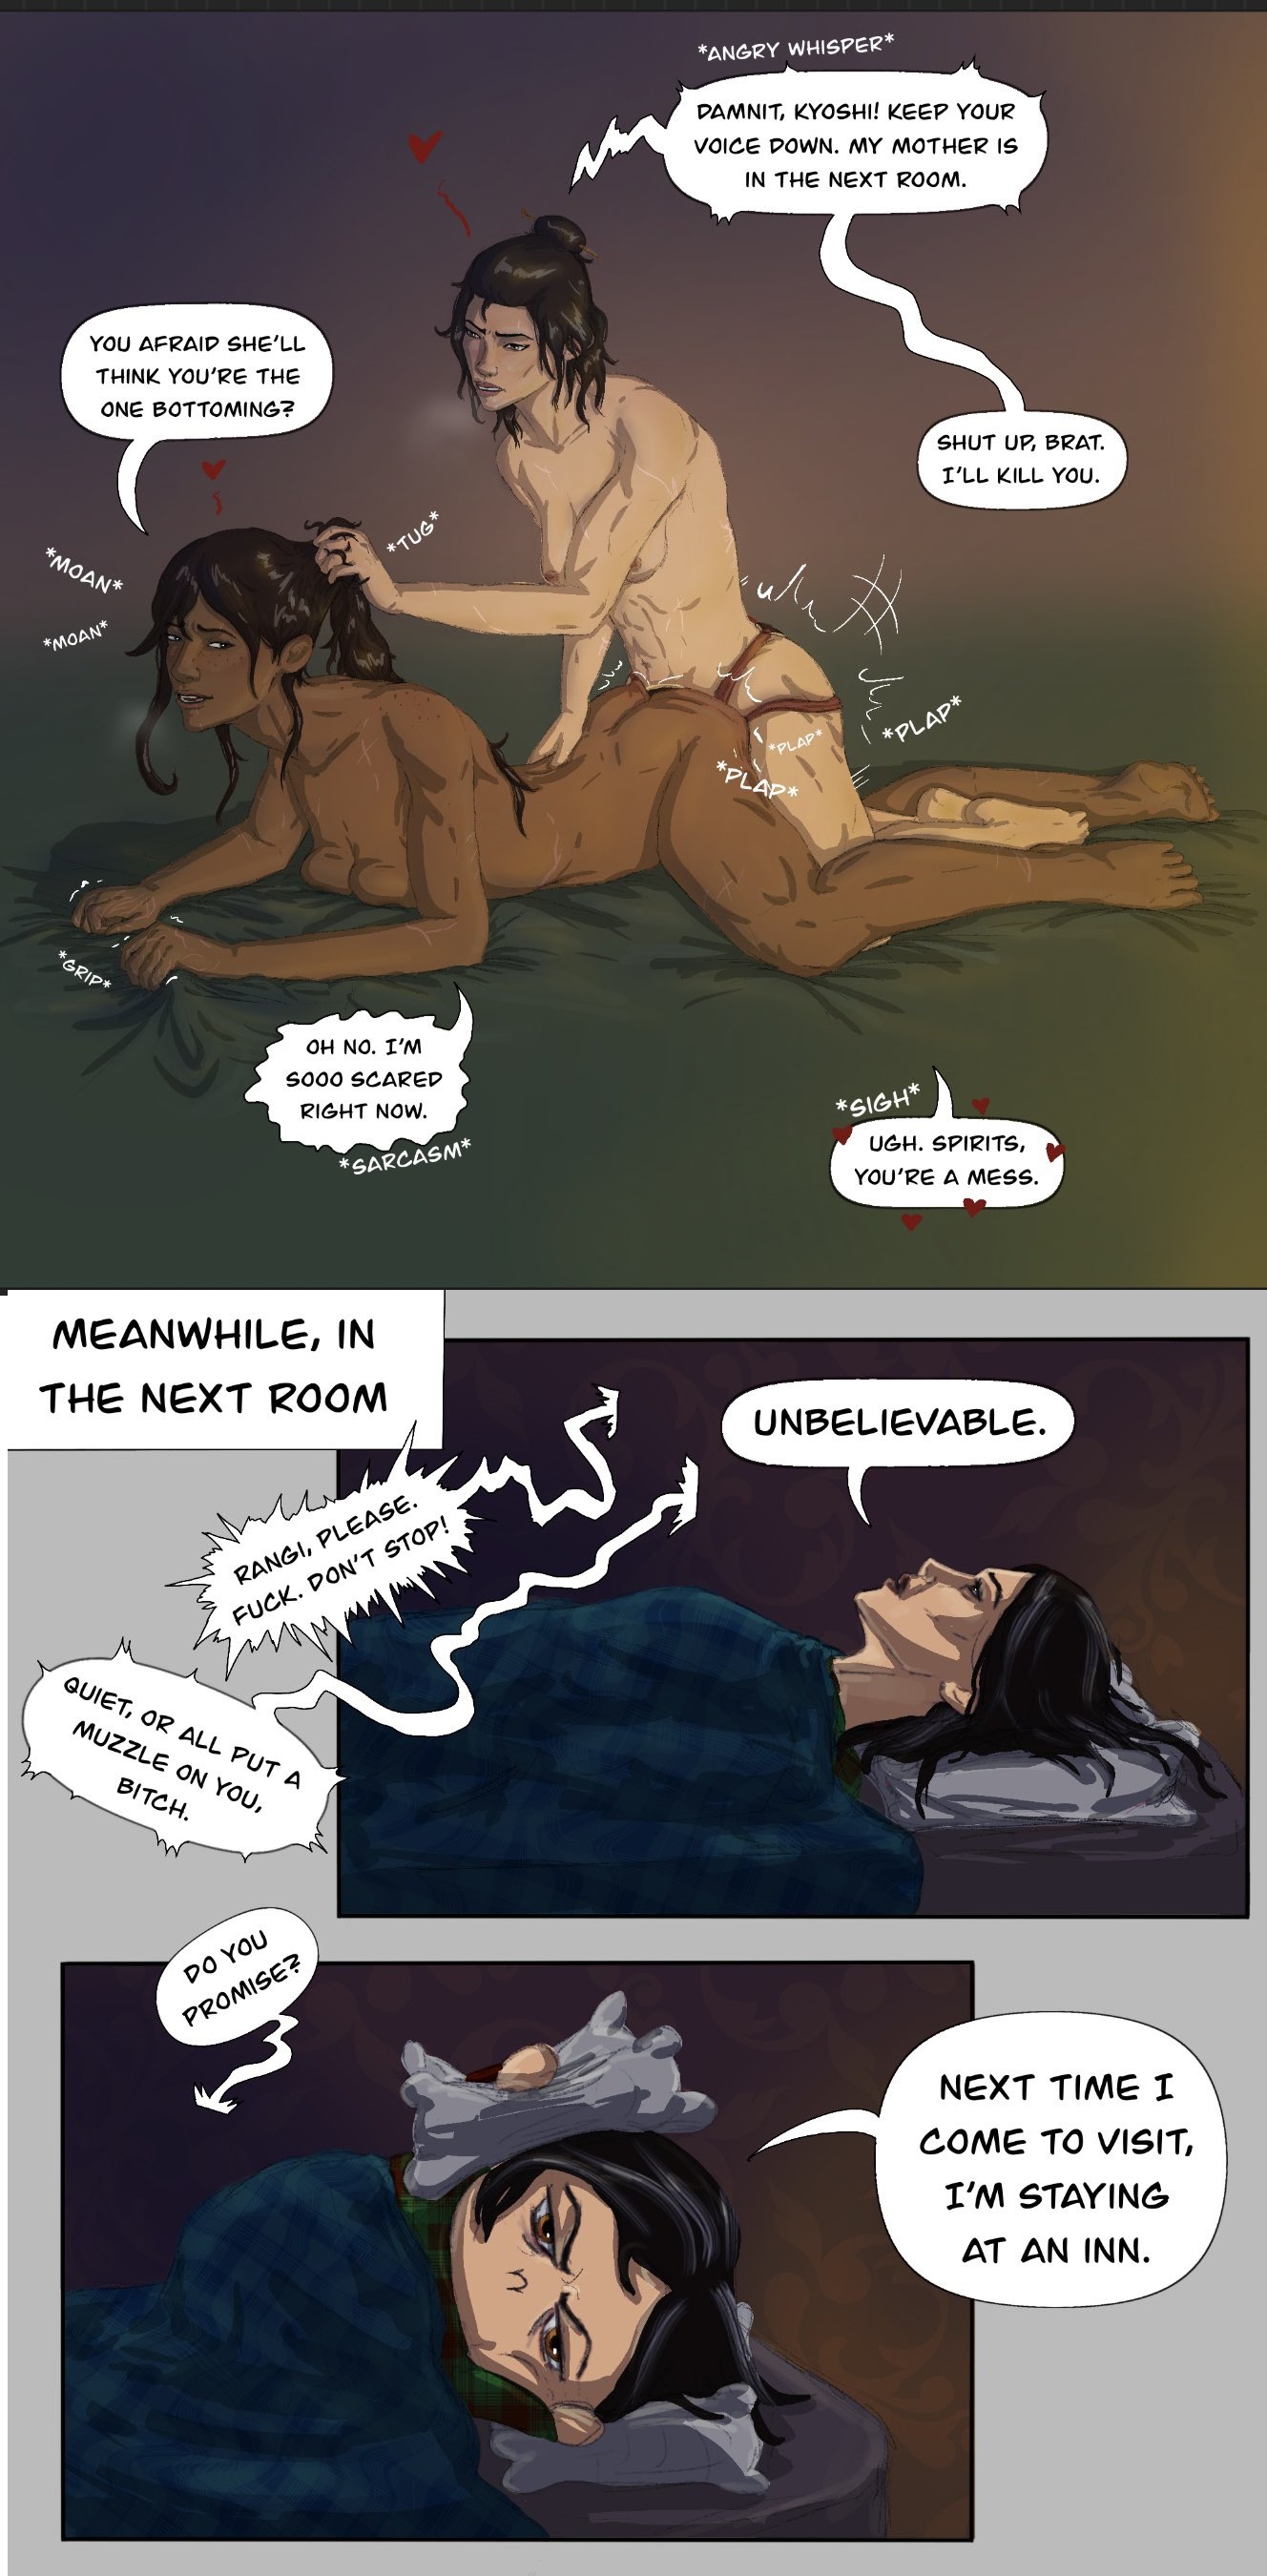 *ANGRY WHISPER*
DAMNIT, KYOSHI! KEEP YOUR
VOICE DOWN. MY MOTHER IS
IN THE NEXT ROOM.
YOU AFRAID SHE'LL
THINK YOU'RE THE
ONE BOTTOMING?
SHUT UP, BRAT.
I'LL KILL YOU.
*TUG*
*MOAN*
*MOAN*
*PLAP*
*PLAP*
*PLAP*
*GRIP*
OH NO. I'M
SOOO SCARED
RIGHT NOW.
*SARCASM*
*SIGH*
UGH. SPIRITS,
YOU'RE A MESS.
MEANWHILE, IN
THE NEXT ROOM
UNBELIEVABLE.
RANGI, PLEASE.
FUCK. DON'T STOP!
QUIET, OR ALL PUT A
MUZZLE ON YOU,
BITCH.
DO YOU
PROMISE?
NEXT TIME I
COME TO VISIT,
I'M STAYING
AT AN INN.